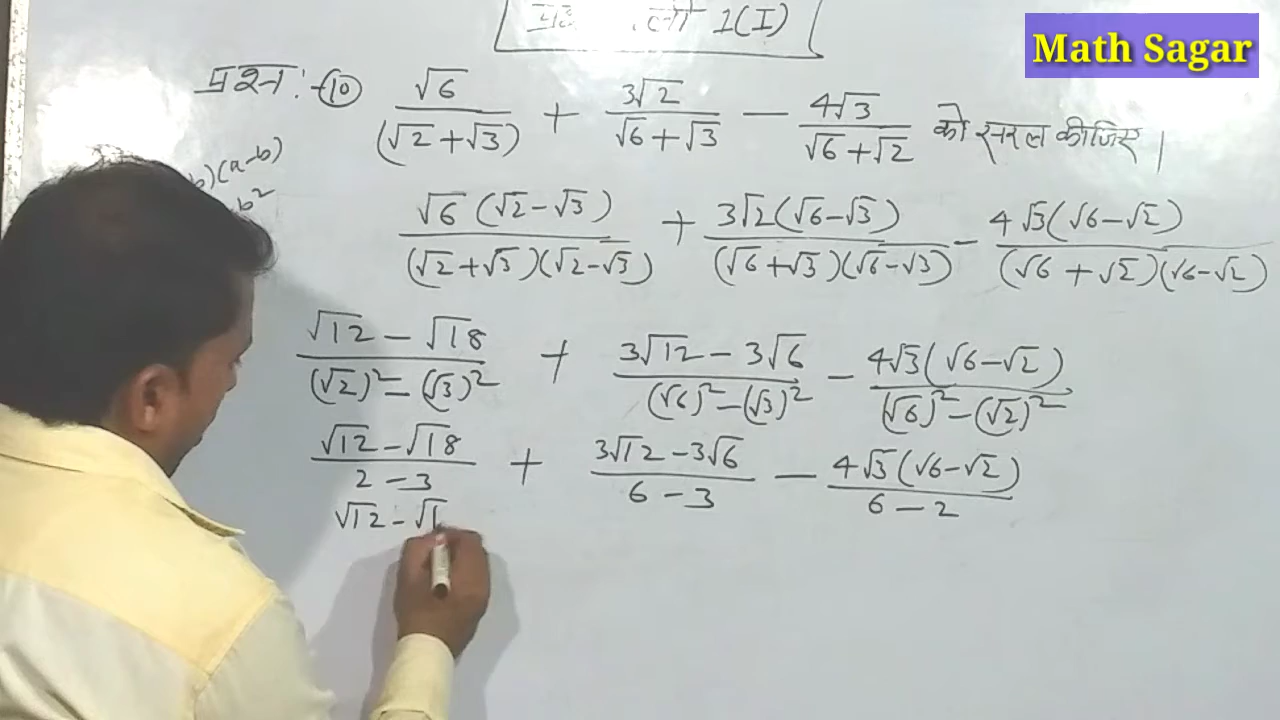 1(I)
Math Sagar
प्रश्न :- 10 √6/(√2+√3) + 3√2/√6+√3 — 4√3/√6+√2 को सरल कीजिए।
b)(a-b)
b²
√6(√2-√3)/(√2+√3)(√2-√3) + 3√2(√6-√3)/(√6+√3)(√6-√3) - 4√3(√6-√2)/(√6+√2)(√6-√2)
√12-√18/(√2)²-(√3)² + 3√12-3√6/(√6)²-(√3)² - 4√3(√6-√2)/(√6)²-(√2)²
√12-√18/2-3 + 3√12-3√6/6-3 - 4√3(√6-√2)/6-2
√12-√1